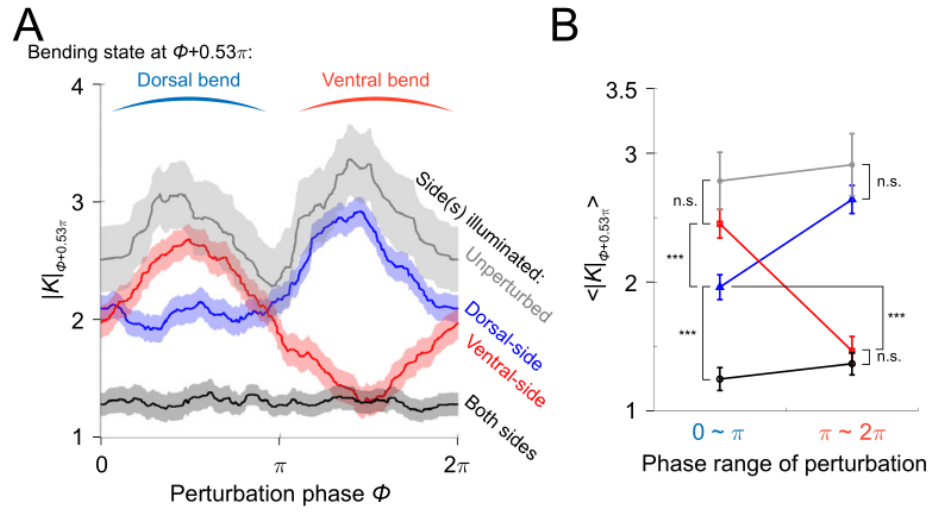 A
Bending state at Φ+0.53π:
Dorsal bend
Ventral bend
4
3
2
1
|K|Φ+0.53π
0
π
2π
Perturbation phase Φ
Side(s) illuminated:
Unperturbed
Dorsal-side
Ventral-side
Both sides
B
3.5
3
2
1
<|K|Φ+0.53π>
n.s.
n.s.
***
***
***
n.s.
0 ~ π
π ~ 2π
Phase range of perturbation